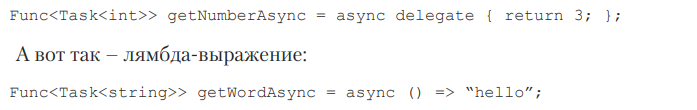 Func<Task<int>> getNumberAsync = async delegate { return 3; };
А вот так – лямбда-выражение:
Func<Task<string>> getWordAsync = async () => “hello”;